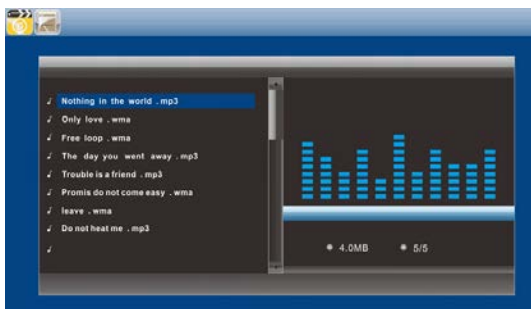 Nothing in the world .mp3
Only love .wma
Free loop .wma
The day you went away .mp3
Trouble is a friend .mp3
Promis do not come easy .wma
leave .wma
Do not heat me .mp3
4.0MB
5/5